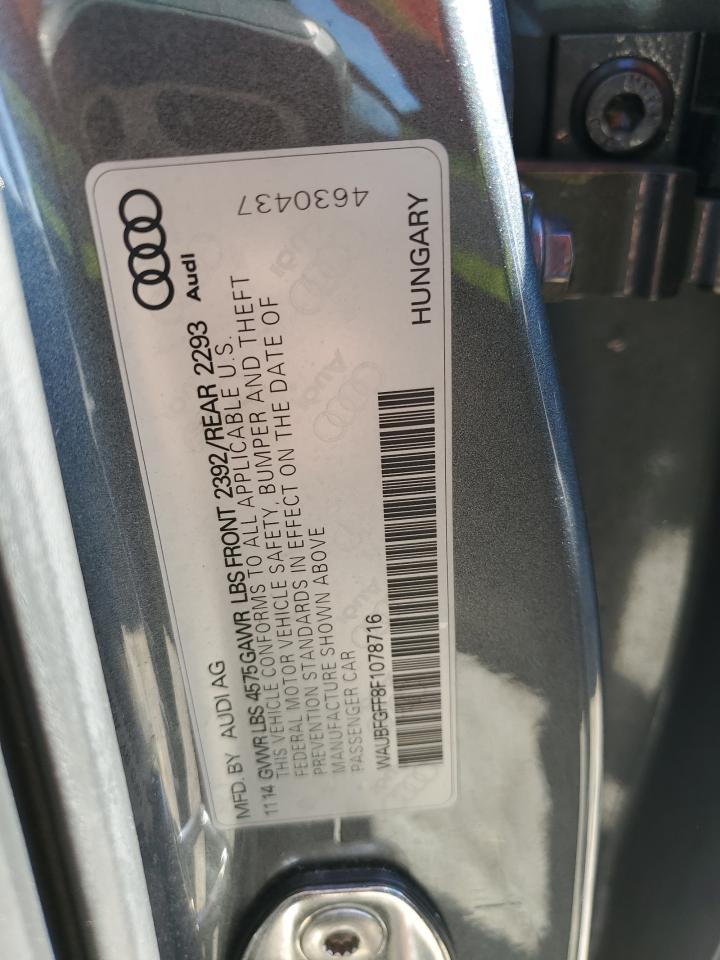 MFD. BY AUDI AG
Audi
1114 GVWR LBS 4575 GAWR LBS FRONT 2392/REAR 2293
THIS VEHICLE CONFORMS TO ALL APPLICABLE U.S.
FEDERAL MOTOR VEHICLE SAFETY, BUMPER AND THEFT
PREVENTION STANDARDS IN EFFECT ON THE DATE OF
MANUFACTURE SHOWN ABOVE
PASSENGER CAR
WAUBFGFF8F1078716
HUNGARY
4630437